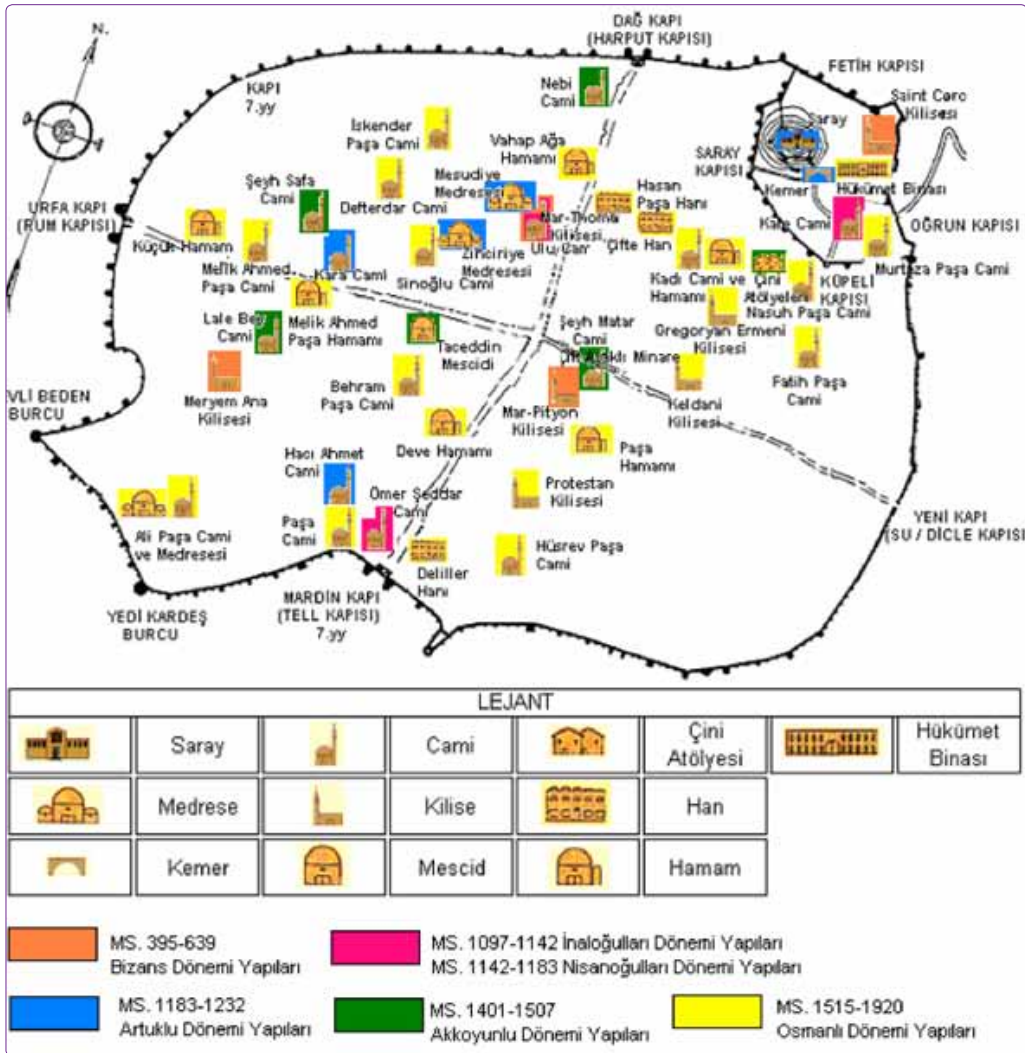 N.
DAĞ KAPI
(HARPUT KAPISI)
FETİH KAPISI
KAPI
7.yy
Nebi
Cami
Saint Corc
Kilisesi
İskender
Paşa Cami
Vahap Ağa
Hamamı
Saray
SARAY
KAPISI
Şeyh Safa
Cami
Defterdar Cami
Mesudiye
Medresesi
Hasan
Paşa Hanı
Kemer
Hükümet Binası
URFA KAPI
(RUM KAPISI)
Mar-Thoma
Kilisesi
Ulu Cami
Çifte Han
Kale Cami
OĞRUN KAPISI
Küçük Hamam
Melik Ahmed
Paşa Cami
Kara Cami
Sinoğlu Cami
Zinciriye
Medresesi
Kadı Cami ve
Hamamı
Çini
Atölyeleri
KÜPELİ
KAPISI
Murtaza Paşa Cami
Nasuh Paşa Cami
Lale Bey
Cami
Melik Ahmed
Paşa Hamamı
Taceddin
Mescidi
Şeyh Matar
Cami
Minare
Gregoryan Ermeni
Kilisesi
Meryem Ana
Kilisesi
Behram
Paşa Cami
Mar-Pityon
Kilisesi
Keldani
Kilisesi
Fatih Paşa
Cami
VLİ BEDEN
BURCU
Deve Hamamı
Paşa
Hamamı
Hacı Ahmet
Cami
Ömer Şeddar
Cami
Protestan
Kilisesi
Ali Paşa Cami
ve Medresesi
Paşa
Cami
Deliller
Hanı
Hüsrev Paşa
Cami
YENİ KAPI
(SU / DİCLE KAPISI
YEDİ KARDEŞ
BURCU
MARDİN KAPI
(TELL KAPISI)
7.yy
LEJANT
Saray
Cami
Çini
Atölyesi
Hükümet
Binası
Medrese
Kilise
Han
Kemer
Mescid
Hamam
MS. 395-639
Bizans Dönemi Yapıları
MS. 1097-1142 İnaloğulları Dönemi Yapıları
MS. 1142-1183 Nisanoğulları Dönemi Yapıları
MS. 1183-1232
Artuklu Dönemi Yapıları
MS. 1401-1507
Akkoyunlu Dönemi Yapıları
MS. 1515-1920
Osmanlı Dönemi Yapıları